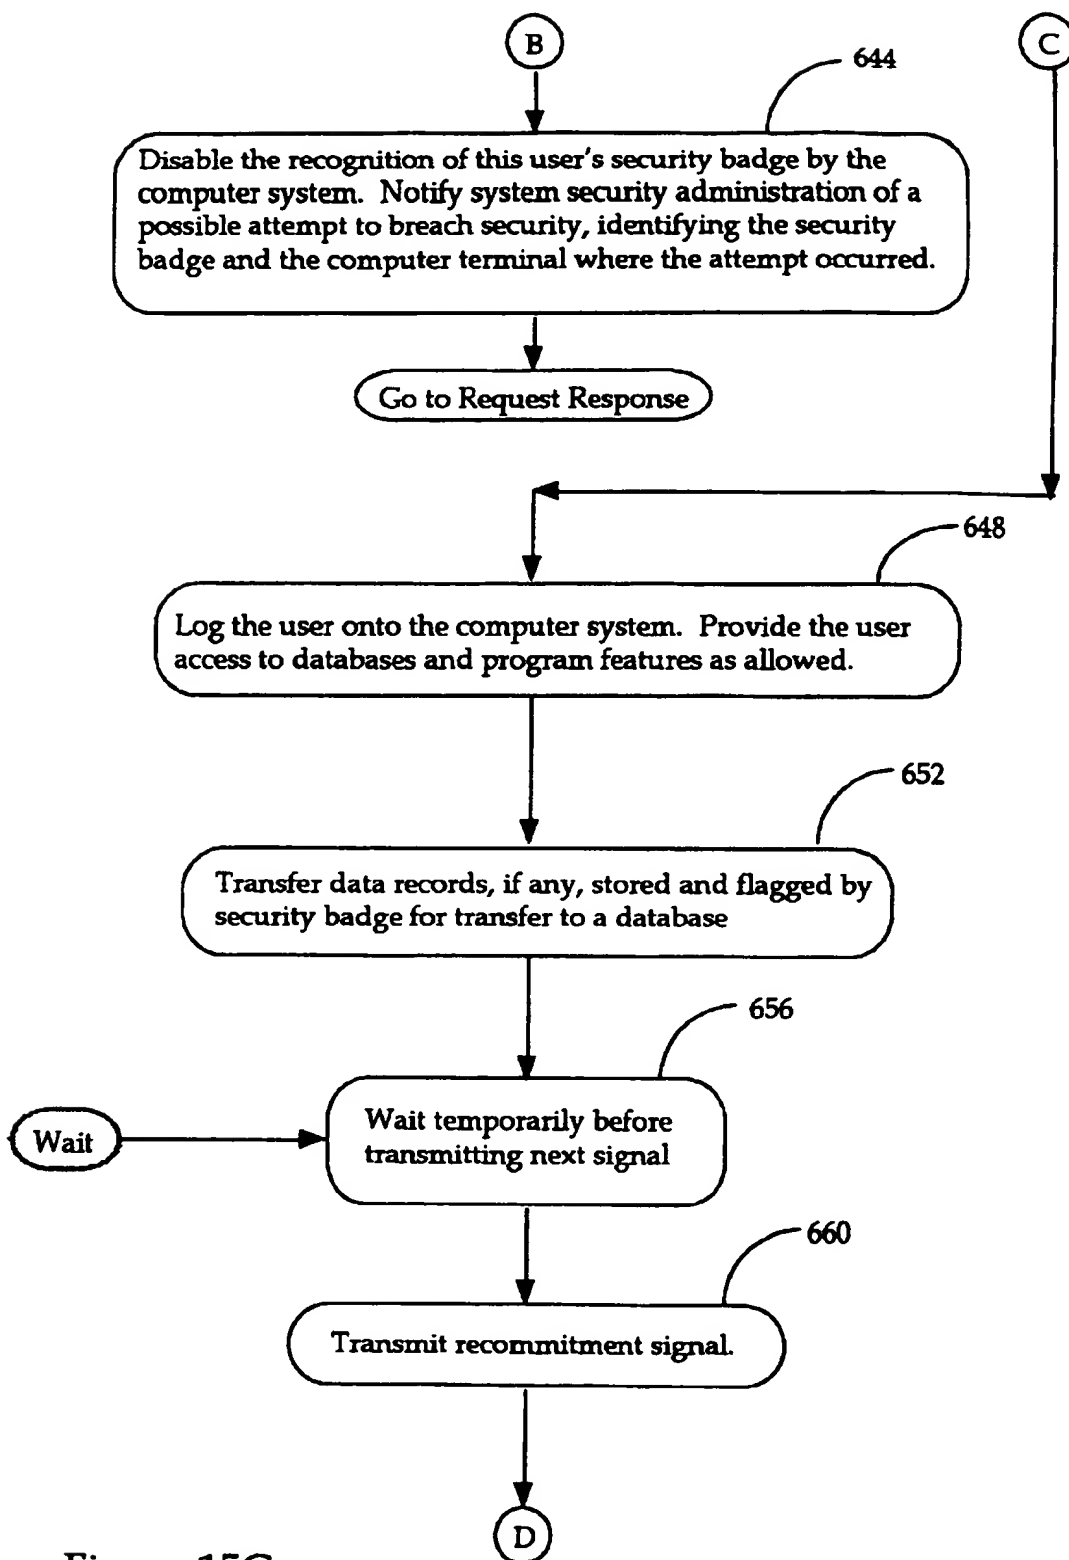 B
C
644
Disable the recognition of this user's security badge by the
computer system. Notify system security administration of a
possible attempt to breach security, identifying the security
badge and the computer terminal where the attempt occurred.
Go to Request Response
648
Log the user onto the computer system. Provide the user
access to databases and program features as allowed.
652
Transfer data records, if any, stored and flagged by
security badge for transfer to a database
656
Wait
Wait temporarily before
transmitting next signal
660
Transmit recommitment signal.
D